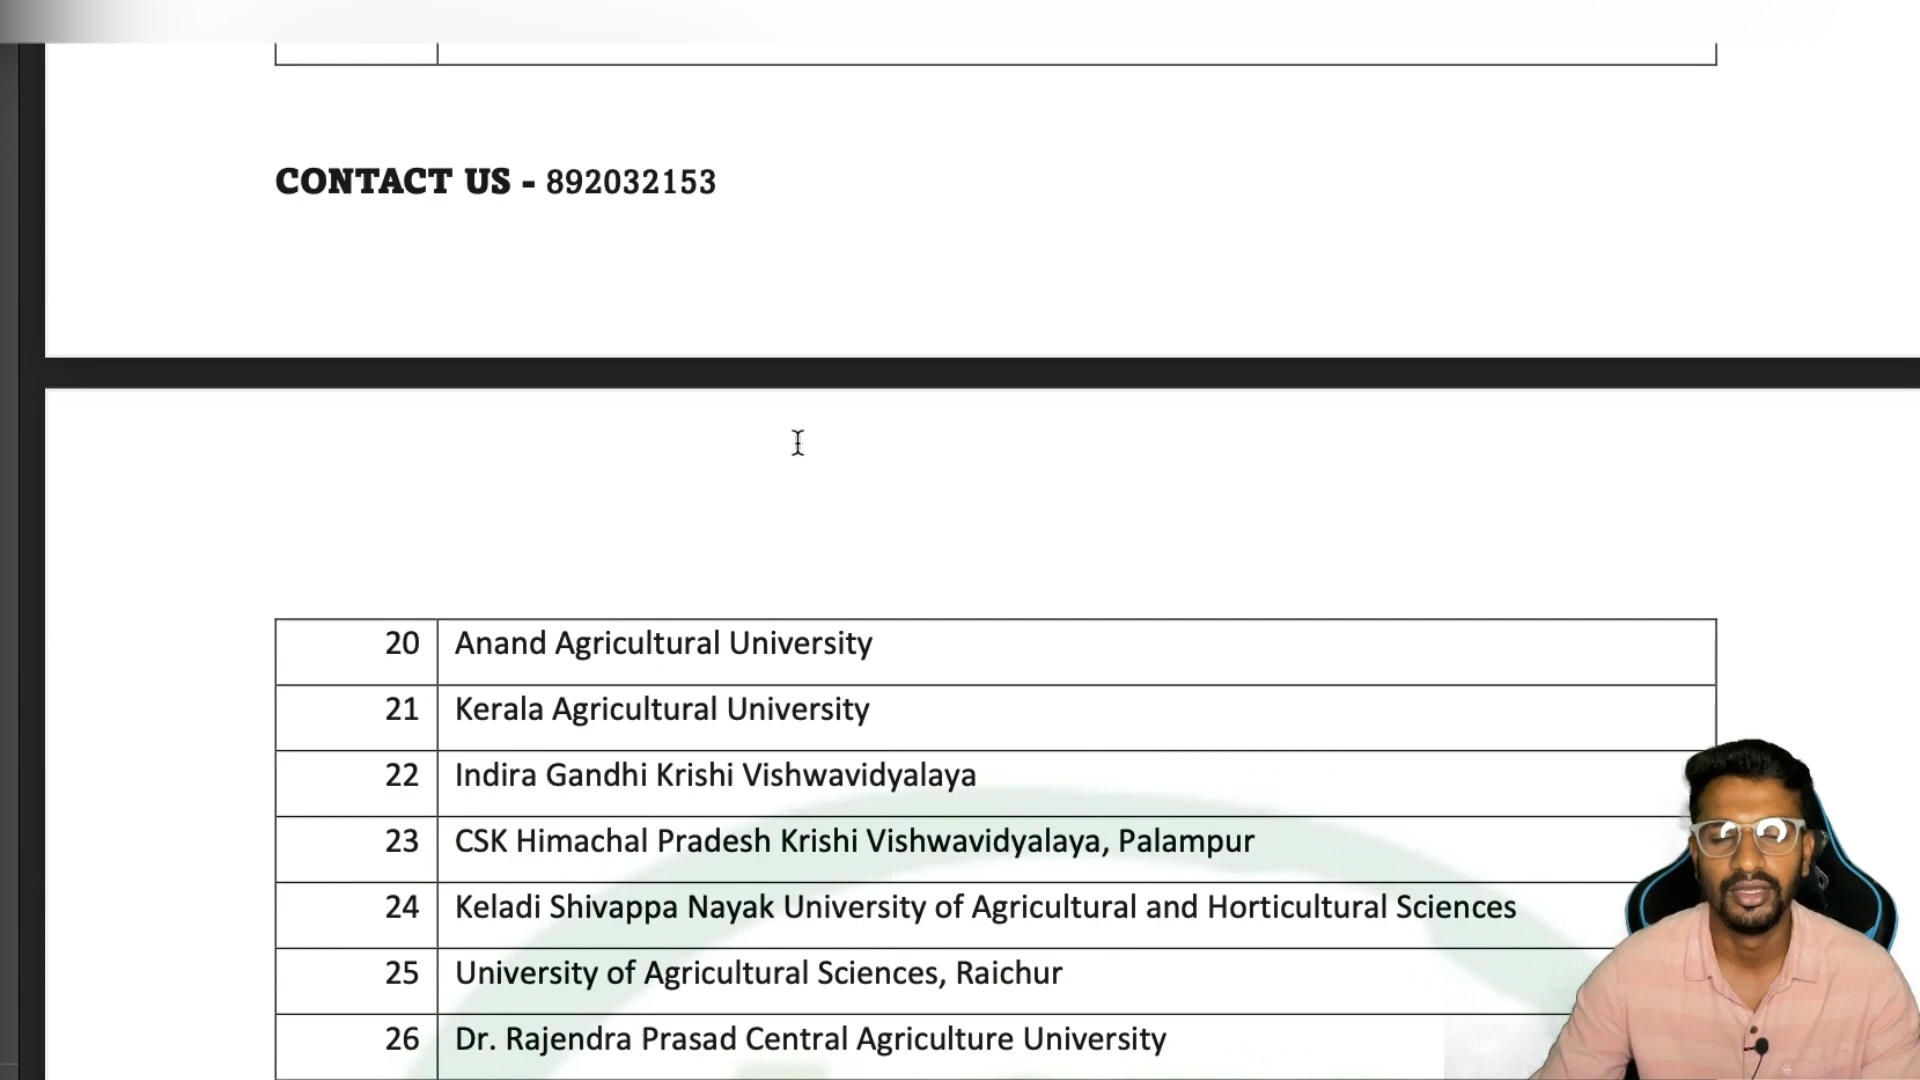 CONTACT US - 892032153
20 Anand Agricultural University
21 Kerala Agricultural University
22 Indira Gandhi Krishi Vishwavidyalaya
23 CSK Himachal Pradesh Krishi Vishwavidyalaya, Palampur
24 Keladi Shivappa Nayak University of Agricultural and Horticultural Sciences
25 University of Agricultural Sciences, Raichur
26 Dr. Rajendra Prasad Central Agriculture University